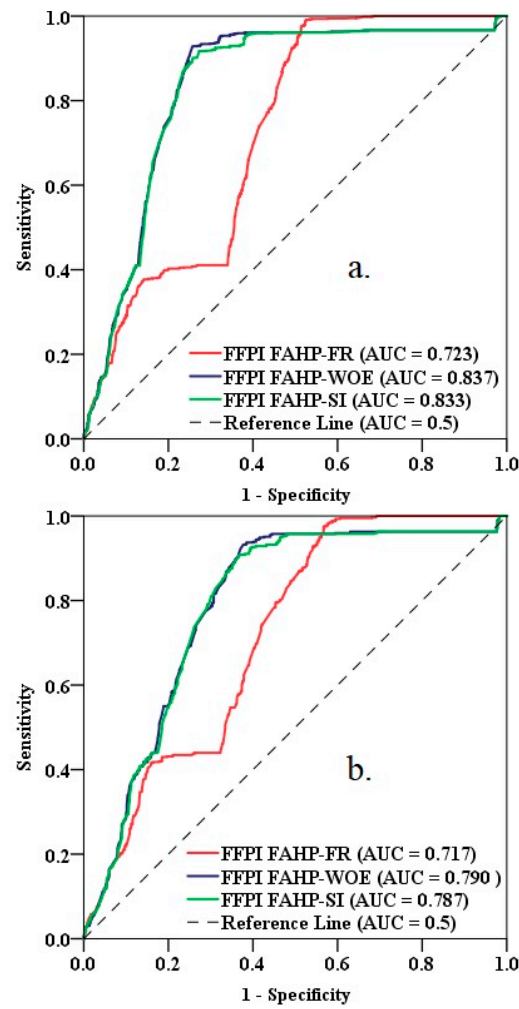 1.0
0.8
0.6
0.4
0.2
0.0
Sensitivity
a.
FFPI FAHP-FR (AUC = 0.723)
FFPI FAHP-WOE (AUC = 0.837)
FFPI FAHP-SI (AUC = 0.833)
Reference Line (AUC = 0.5)
0.0 0.2 0.4 0.6 0.8 1.0
1 - Specificity
1.0
0.8
0.6
0.4
0.2
0.0
Sensitivity
b.
FFPI FAHP-FR (AUC = 0.717)
FFPI FAHP-WOE (AUC = 0.790 )
FFPI FAHP-SI (AUC = 0.787)
Reference Line (AUC = 0.5)
0.0 0.2 0.4 0.6 0.8 1.0
1 - Specificity